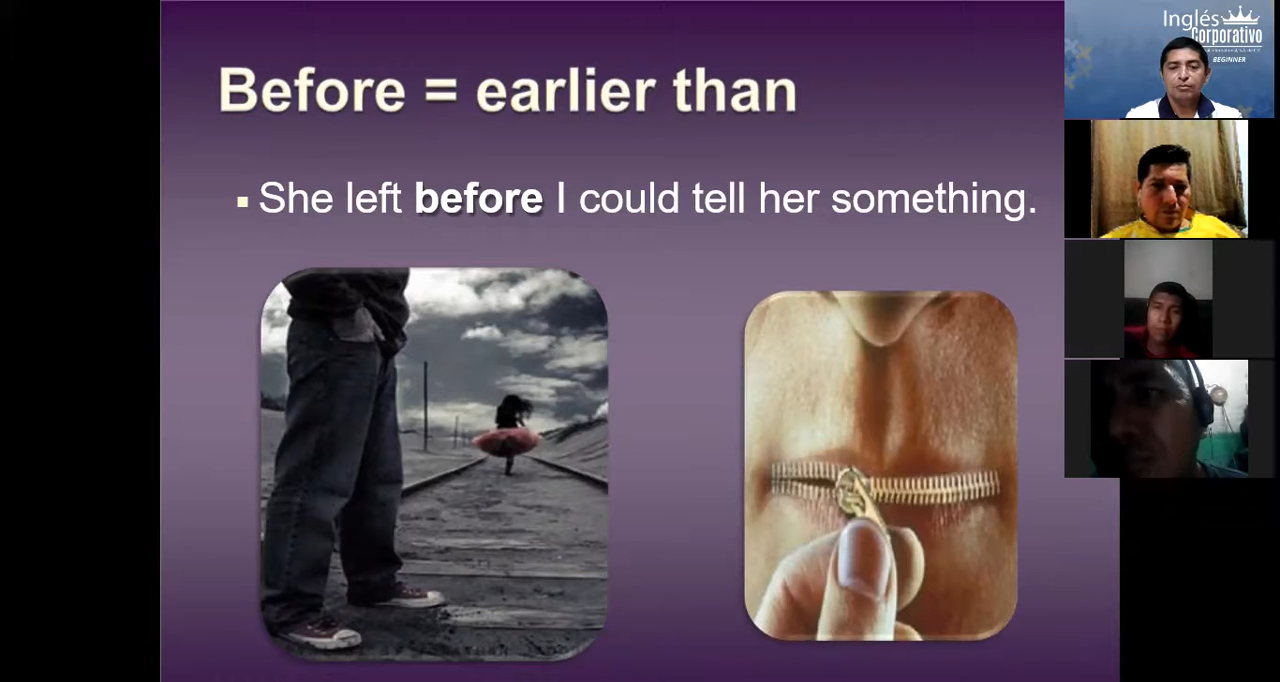 Before = earlier than
▪ She left before I could tell her something.
Inglés
Corporativo
BEGINNER